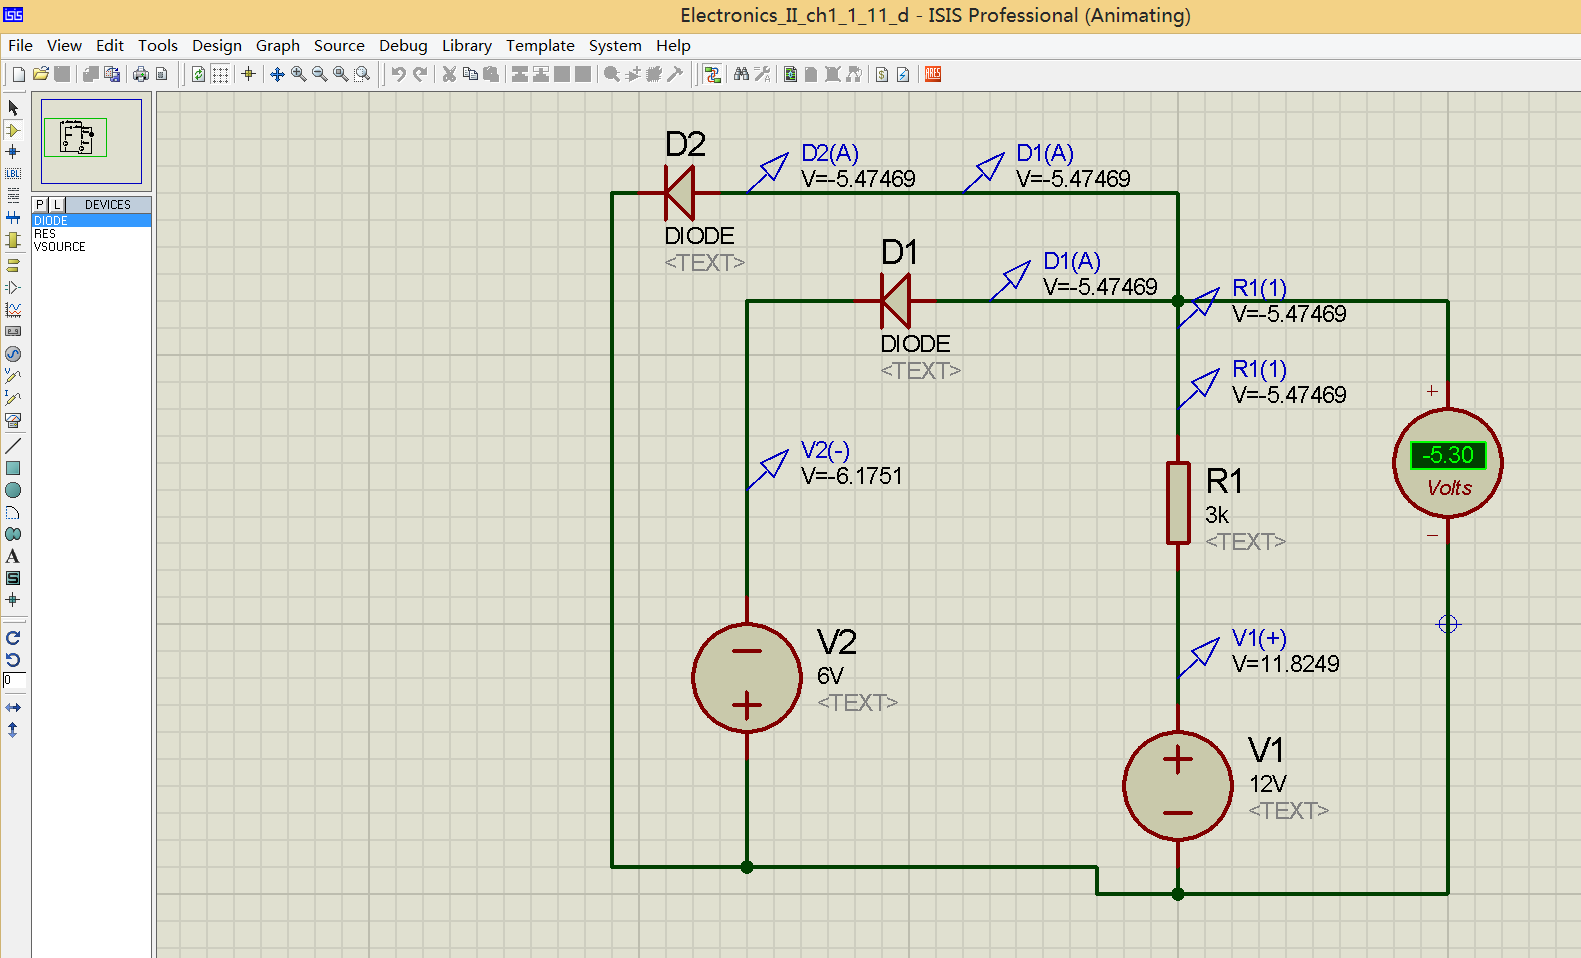 Electronics_II_ch1_1_11_d - ISIS Professional (Animating)
File View Edit Tools Design Graph Source Debug Library Template System Help
P L DEVICES
DIODE
RES
VSOURCE
0
D2
DIODE
<TEXT>
D2(A)
V=-5.47469
D1(A)
V=-5.47469
D1
DIODE
<TEXT>
D1(A)
V=-5.47469
R1(1)
V=-5.47469
R1(1)
V=-5.47469
V2(-)
V=-6.1751
R1
3k
<TEXT>
+
-5.30
Volts
−
V2
6V
<TEXT>
V1(+)
V=11.8249
V1
12V
<TEXT>